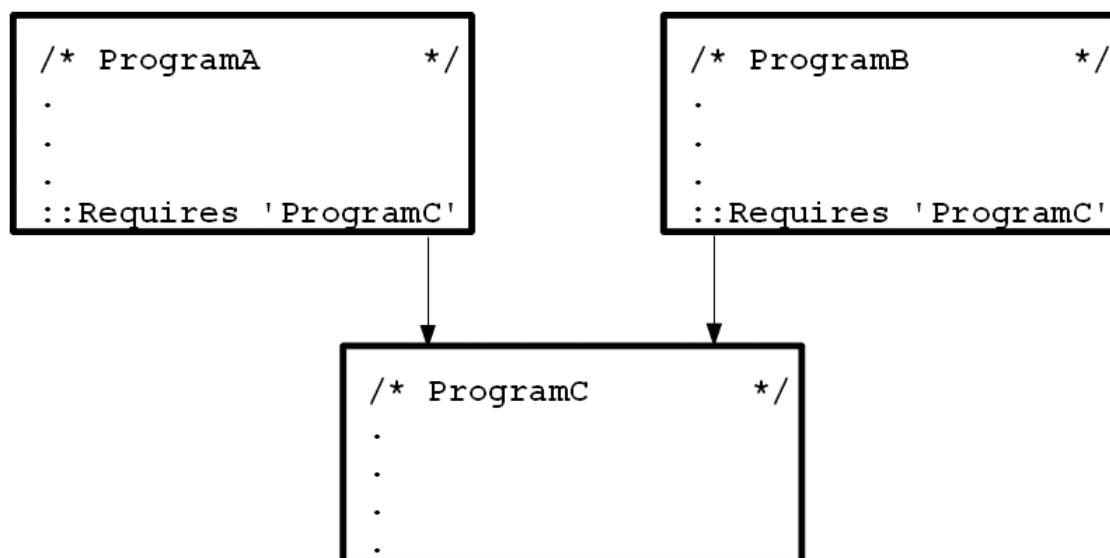 /* ProgramA */
.
.
.
::Requires 'ProgramC'
/* ProgramB */
.
.
.
::Requires 'ProgramC'
/* ProgramC */
.
.
.
.